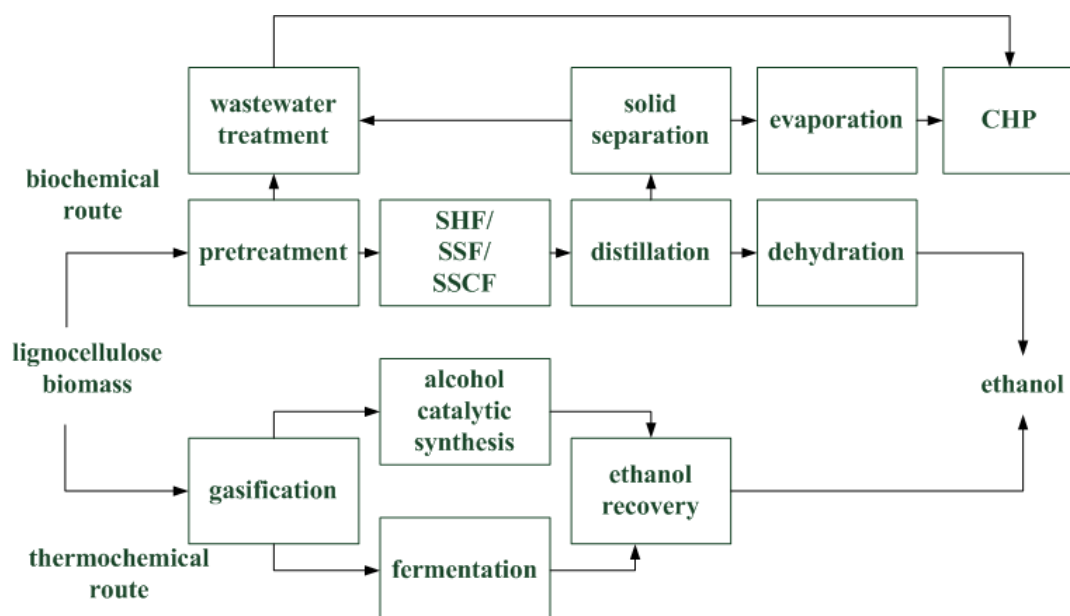 wastewater
treatment
solid
separation
evaporation
CHP
biochemical
route
pretreatment
SHF/
SSF/
SSCF
distillation
dehydration
lignocellulose
biomass
alcohol
catalytic
synthesis
ethanol
gasification
ethanol
recovery
thermochemical
route
fermentation